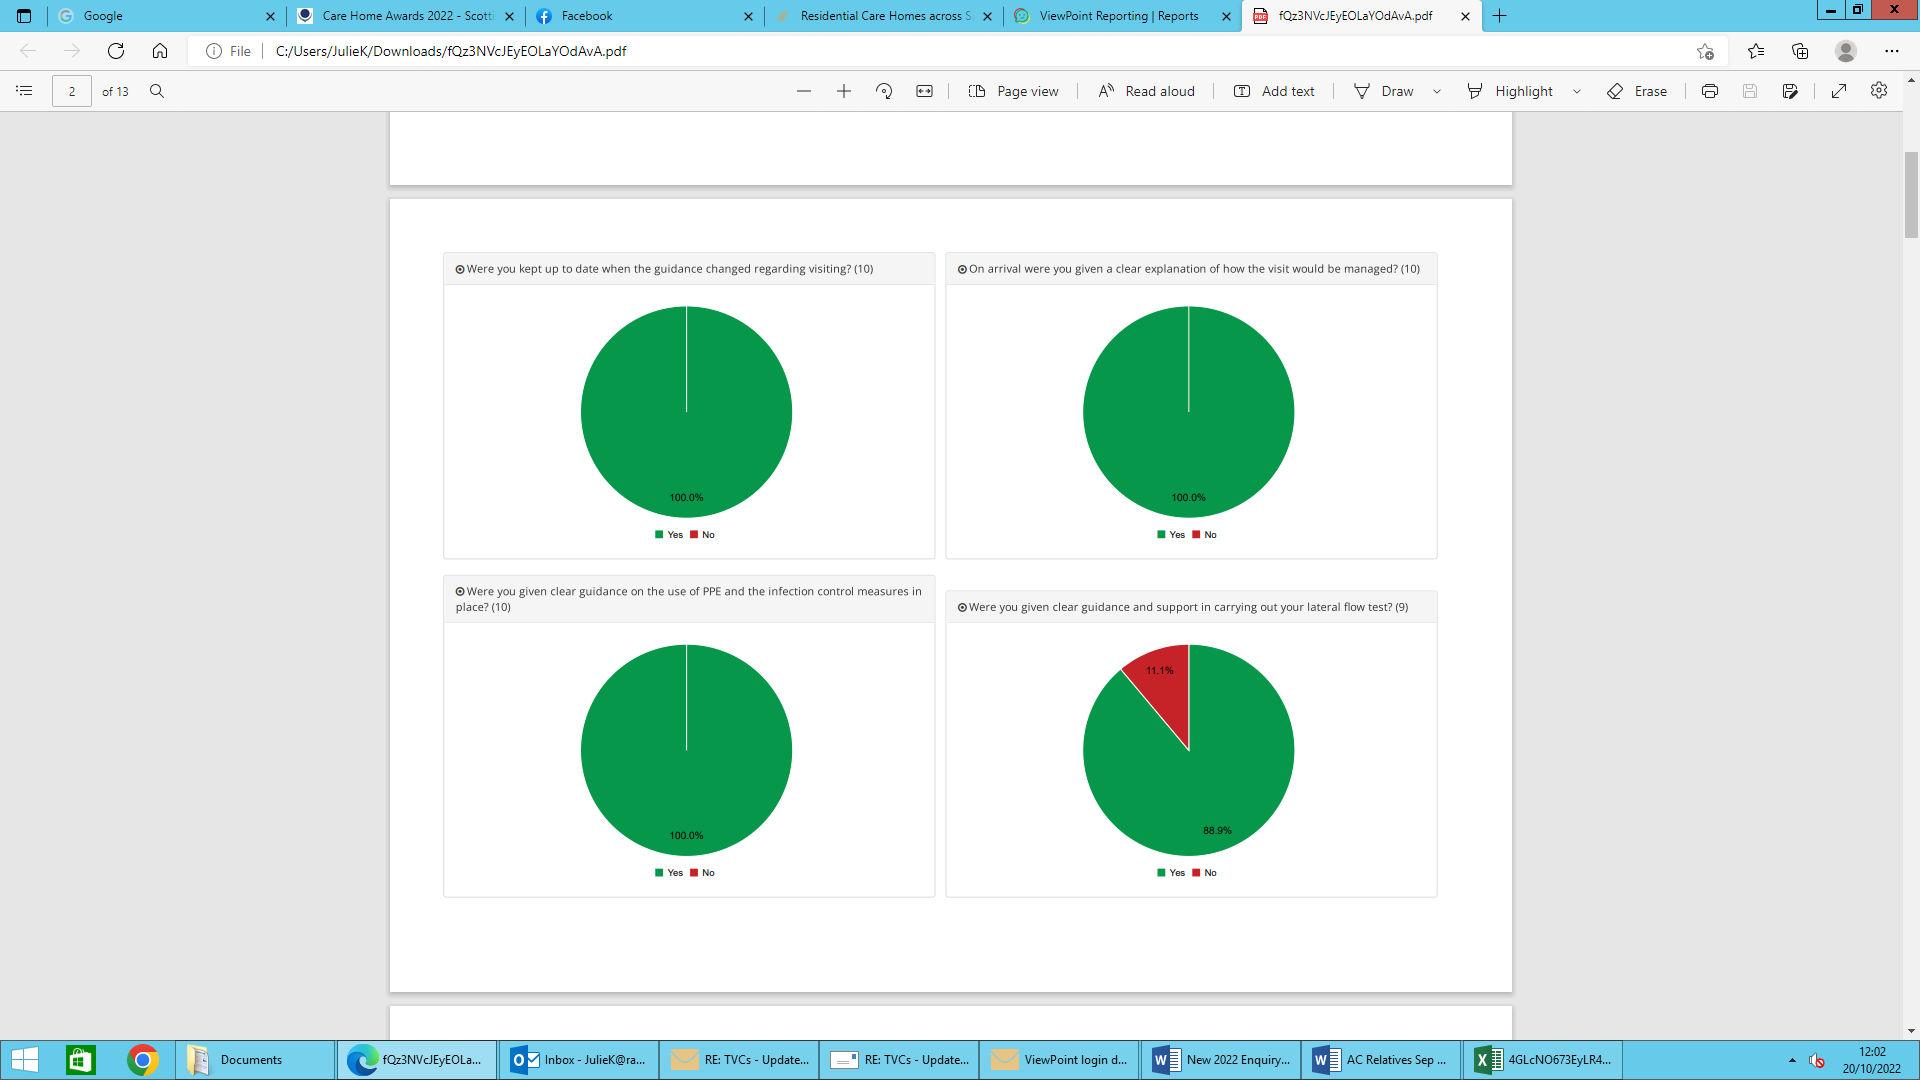 Google
Care Home Awards 2022 - Scotti
Facebook
Residential Care Homes across S
ViewPoint Reporting | Reports
fQz3NVcJEyEOLaYOdAvA.pdf
File
C:/Users/JulieK/Downloads/fQz3NVcJEyEOLaYOdAvA.pdf
2 of 13
Page view
Read aloud
Add text
Draw
Highlight
Erase
Were you kept up to date when the guidance changed regarding visiting? (10)
100.0%
Yes No
On arrival were you given a clear explanation of how the visit would be managed? (10)
100.0%
Yes No
Were you given clear guidance on the use of PPE and the infection control measures in
place? (10)
100.0%
Yes No
Were you given clear guidance and support in carrying out your lateral flow test? (9)
11.1%
88.9%
Yes No
Documents
fQz3NVcJEyEOLa...
Inbox - JulieK@ra...
RE: TVCs - Update...
RE: TVCs - Update...
ViewPoint login d...
New 2022 Enquiry...
AC Relatives Sep ...
4GLcNO673EyLR4...
12:02
20/10/2022